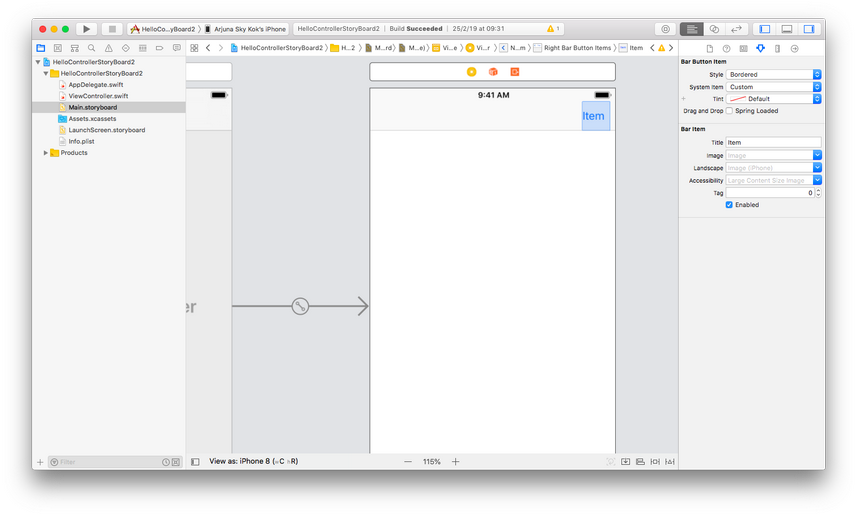 HelloCo...yBoard2 〉 Arjuna Sky Kok's iPhone
HelloControllerStoryBoard2 | Build Succeeded | 25/2/19 at 09:31
1
HelloControllerStoryBoard2
HelloControllerStoryBoard2
AppDelegate.swift
ViewController.swift
Main.storyboard
Assets.xcassets
LaunchScreen.storyboard
Info.plist
Products
Filter
HelloControllerStoryBoard2 〉 H...2 〉 M...rd 〉 M...e) 〉 Vi...e 〉 Vi...r 〉 N...m 〉 Right Bar Button Items 〉 Item
9:41 AM
Item
er
View as: iPhone 8 (wC hR)
— 115% +
Bar Button Item
Style Bordered
System Item Custom
+ Tint Default
Drag and Drop Spring Loaded
Bar Item
Title Item
Image Image
Landscape Image (iPhone)
Accessibility Large Content Size Image
Tag 0
Enabled